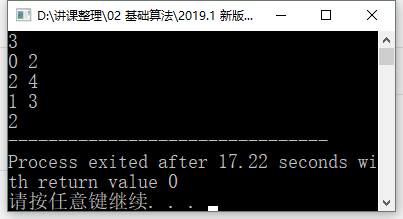 D:\讲课整理\02 基础算法\2019.1 新版...
3
0 2
2 4
1 3
2
--------------------------------
Process exited after 17.22 seconds wi
th return value 0
请按任意键继续. . .